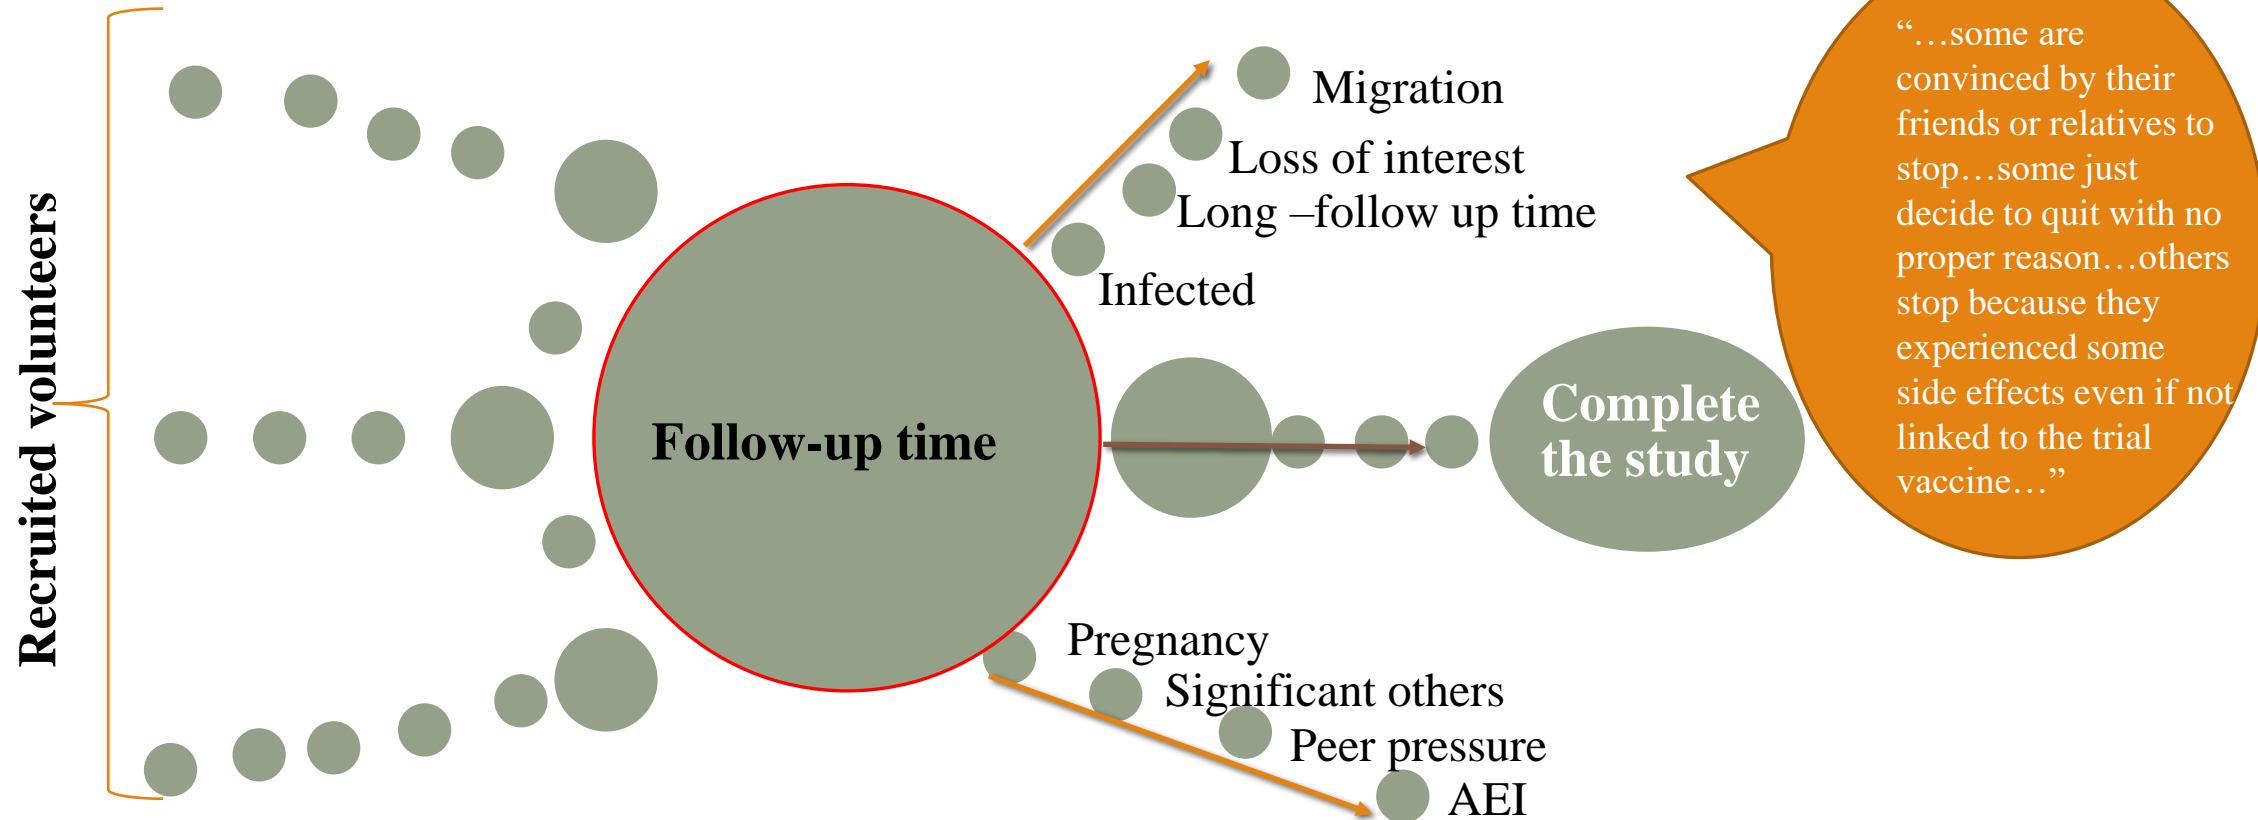 Recruited volunteers
Follow-up time
Migration
Loss of interest
Long –follow up time
Infected
Complete
the study
Pregnancy
Significant others
Peer pressure
AEI
“…some are
convinced by their
friends or relatives to
stop…some just
decide to quit with no
proper reason…others
stop because they
experienced some
side effects even if not
linked to the trial
vaccine…”